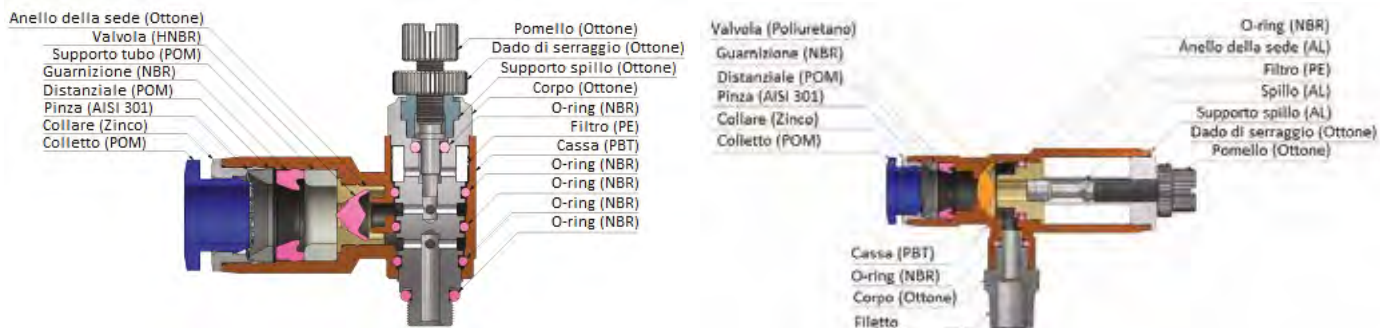 Anello della sede (Ottone)
Valvola (HNBR)
Supporto tubo (POM)
Guarnizione (NBR)
Distanziale (POM)
Pinza (AISI 301)
Collare (Zinco)
Colletto (POM)
Pomello (Ottone)
Dado di serraggio (Ottone)
Supporto spillo (Ottone)
Corpo (Ottone)
O-ring (NBR)
Filtro (PE)
Cassa (PBT)
O-ring (NBR)
O-ring (NBR)
O-ring (NBR)
Valvola (Poliuretano)
Guarnizione (NBR)
Distanziale (POM)
Pinza (AISI 301)
Collare (Zinco)
Colletto (POM)
O-ring (NBR)
Anello della sede (AL)
Filtro (PE)
Spillo (AL)
Supporto spillo (AL)
Dado di serraggio (Ottone)
Pomello (Ottone)
Cassa (PBT)
O-ring (NBR)
Corpo (Ottone)
Filetto